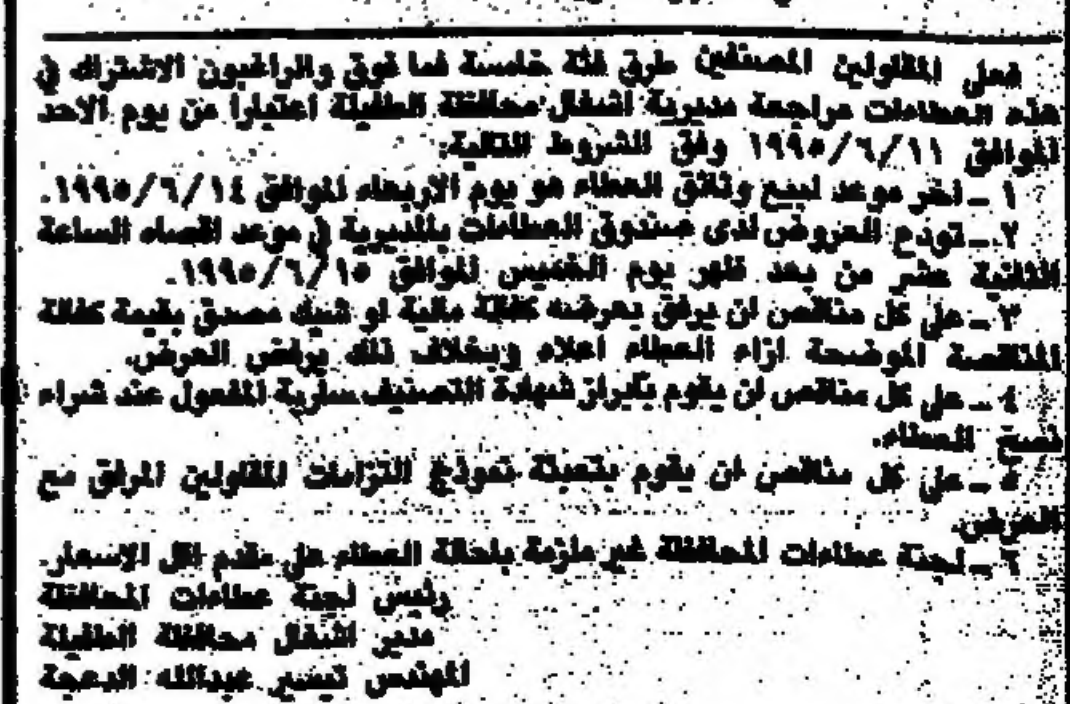 فعلى المقاولين المصنفين طرق فئة خامسة فما فوق والراغبون الاشتراك في
هذه العطاءات مراجعة مديرية اشغال محافظة الطفيلة اعتبارا من يوم الاحد
الموافق ١٩٩٥/٦/١١ وفق الشروط التالية:
١ ـ اخر موعد لبيع وثائق العطاء هو يوم الاربعاء الموافق ١٩٩٥/٦/١٤.
٢ ـ تودع العروض لدى صندوق العطاءات بالمديرية في موعد اقصاه الساعة
الثانية عشر من بعد ظهر يوم الخميس الموافق ١٩٩٥/٦/١٥.
٣ ـ على كل مناقص ان يرفق بعرضه كفالة مالية او شيك مصدق بقيمة كفالة
المناقصة الموضحة ازاء العطاء اعلاه وبخلاف ذلك يرفض العرض.
٤ ـ على كل مناقص ان يقوم بابراز شهادة التصنيف سارية المفعول عند شراء
نسخ العطاء.
٥ ـ على كل مناقص ان يقوم بتعبئة نموذج التزامات المقاولين المرفق مع
العرض.
٦ ـ لجنة عطاءات المحافظة غير ملزمة باحالة العطاء على مقدم اقل الاسعار.
رئيس لجنة عطاءات المحافظة
مدير اشغال محافظة الطفيلة
المهندس تيسير عبدالله البعجة